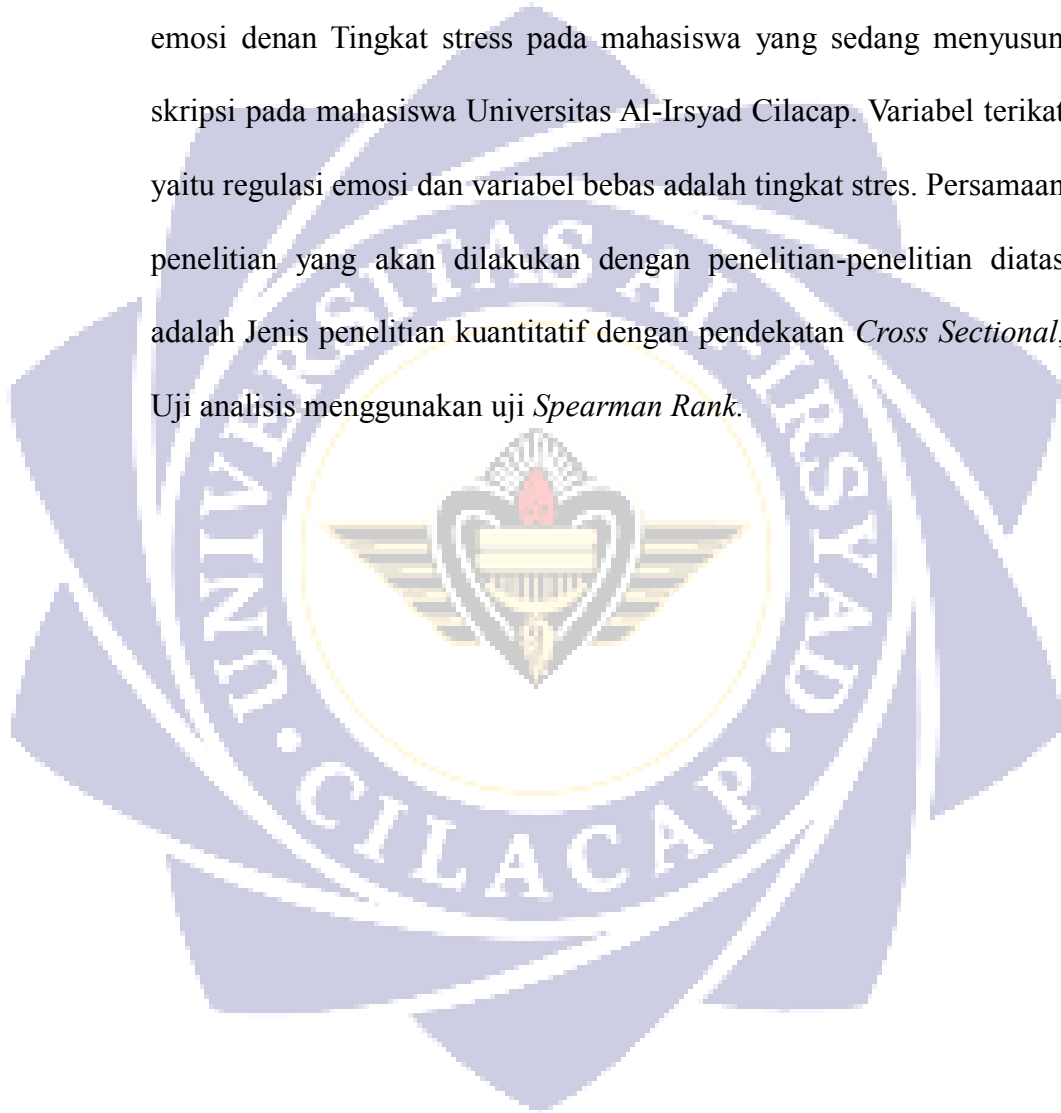 emosi denan Tingkat stress pada mahasiswa yang sedang menyusun
skripsi pada mahasiswa Universitas Al-Irsyad Cilacap. Variabel terikat
yaitu regulasi emosi dan variabel bebas adalah tingkat stres. Persamaan
penelitian yang akan dilakukan dengan penelitian-penelitian diatas
adalah Jenis penelitian kuantitatif dengan pendekatan Cross Sectional,
Uji analisis menggunakan uji Spearman Rank.
UNIVERSITAS AL-IRSYAD
CILACAP